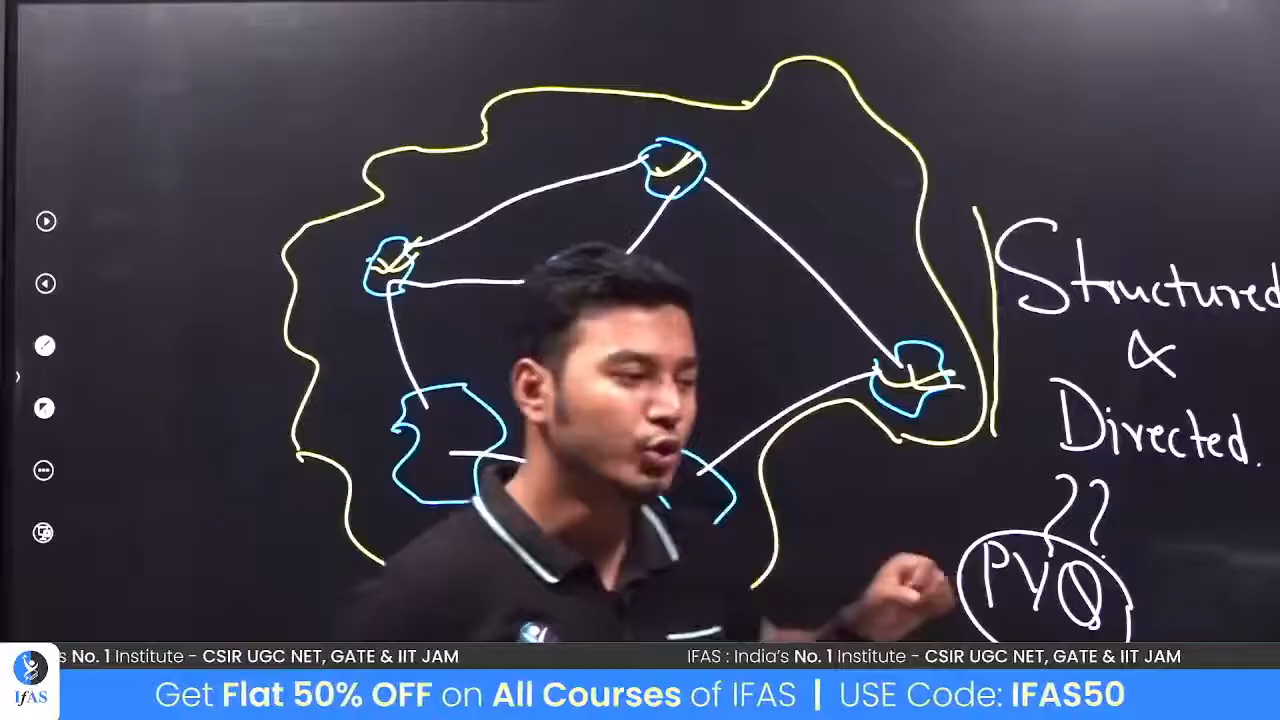 Structured
&
Directed.
??
PYQ
s No. 1 Institute - CSIR UGC NET, GATE & IIT JAM
IFAS : India's No. 1 Institute - CSIR UGC NET, GATE & IIT JAM
IFAS
Get Flat 50% OFF on All Courses of IFAS | USE Code: IFAS50